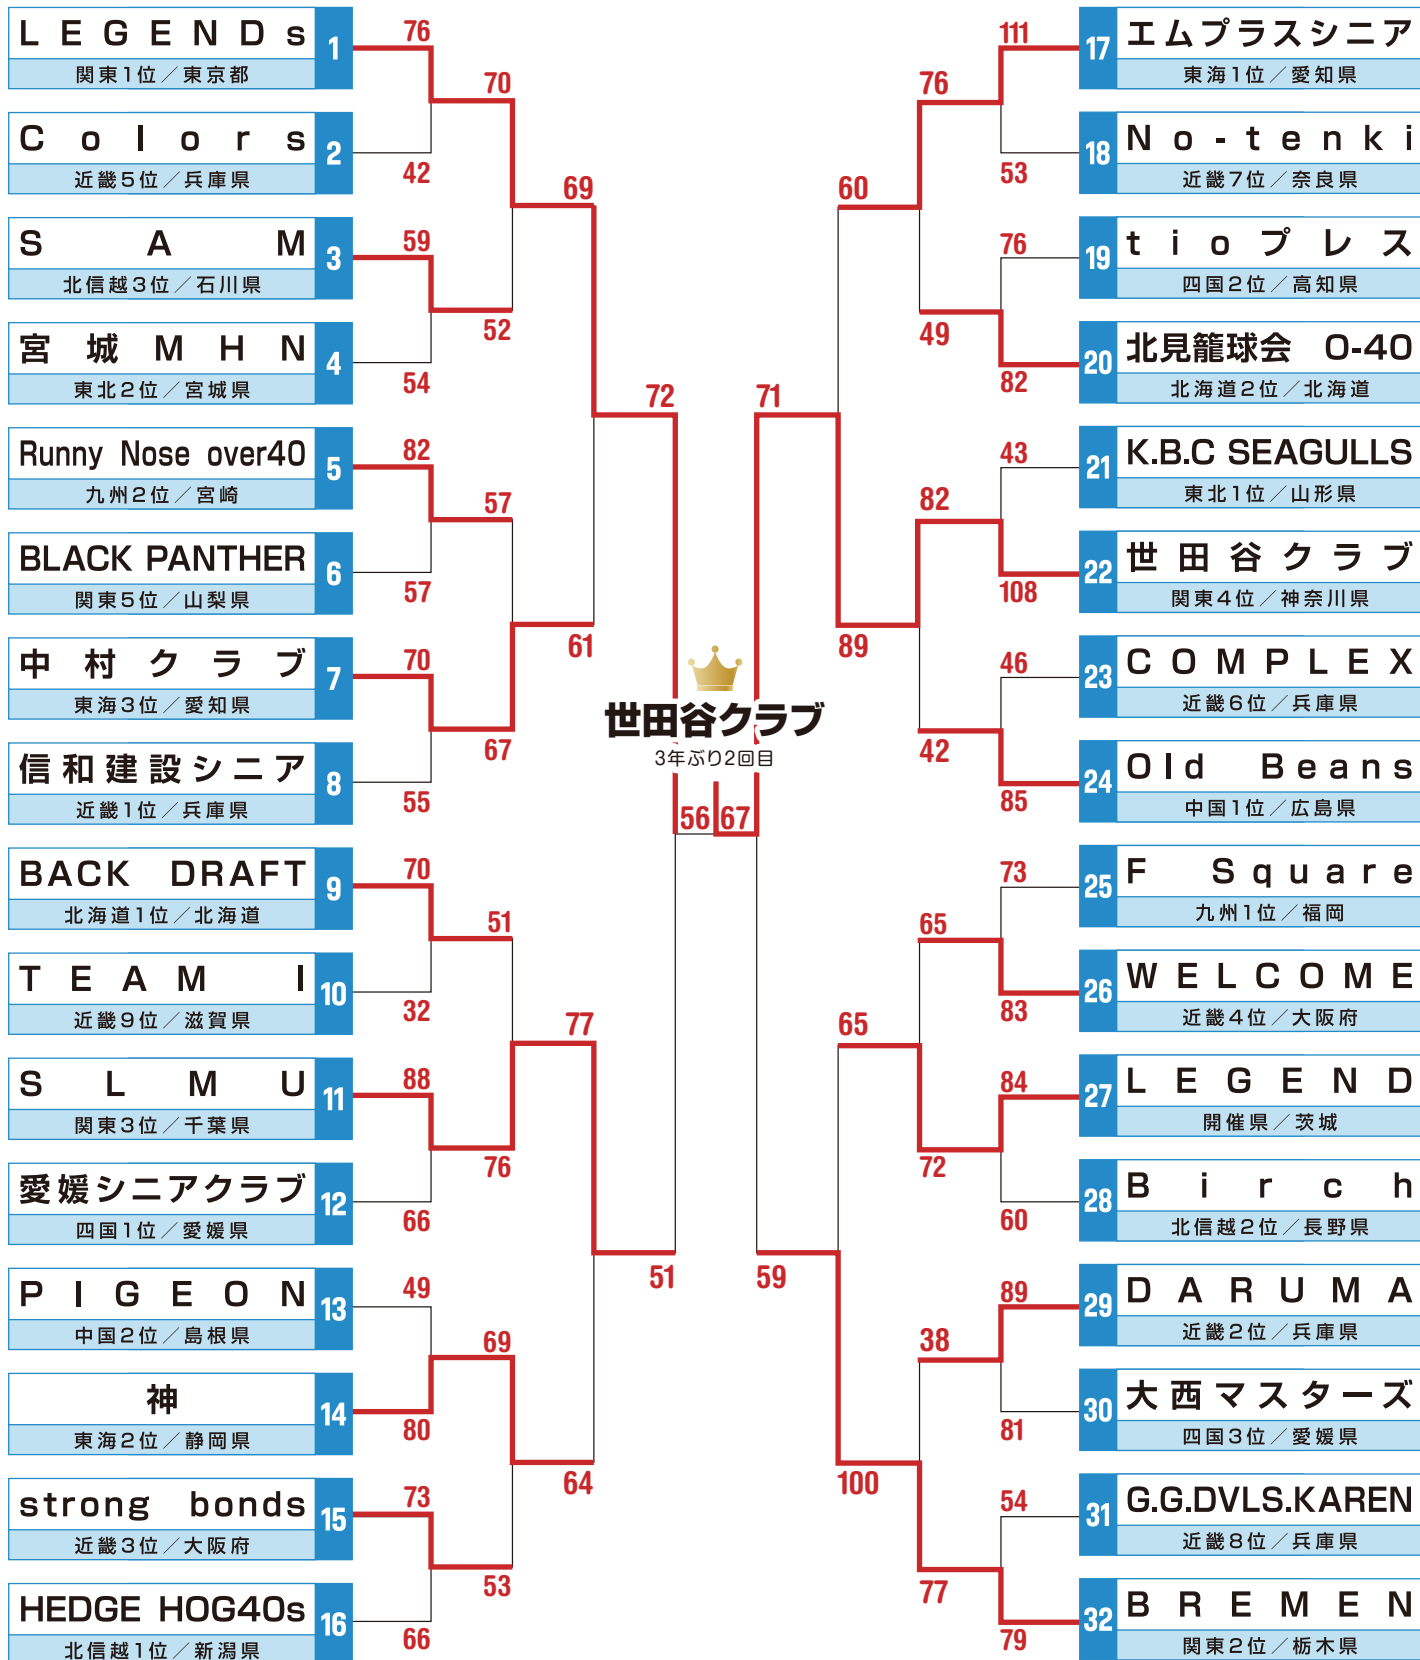 LEGENDs
1
関東1位／東京都
76
70
Colors
2
近畿5位／兵庫県
42
69
SAM
3
北信越3位／石川県
59
52
宮城MHN
4
東北2位／宮城県
54
72
Runny Nose over40
5
九州2位／宮崎
82
57
BLACK PANTHER
6
関東5位／山梨県
57
61
中村クラブ
7
東海3位／愛知県
70
67
信和建設シニア
8
近畿1位／兵庫県
55
BACK DRAFT
9
北海道1位／北海道
70
51
TEAM I
10
近畿9位／滋賀県
32
77
SLMU
11
関東3位／千葉県
88
76
愛媛シニアクラブ
12
四国1位／愛媛県
66
51
PIGEON
13
中国2位／島根県
49
69
神
14
東海2位／静岡県
80
64
strong bonds
15
近畿3位／大阪府
73
53
HEDGE HOG40s
16
北信越1位／新潟県
66
世田谷クラブ
3年ぶり2回目
56
67
111
17
エムプラスシニア
東海1位／愛知県
76
18
No-tenki
近畿7位／奈良県
53
60
76
19
tioプレス
四国2位／高知県
49
20
北見籠球会 O-40
北海道2位／北海道
82
71
43
21
K.B.C SEAGULLS
東北1位／山形県
82
22
世田谷クラブ
関東4位／神奈川県
108
89
46
23
COMPLEX
近畿6位／兵庫県
42
24
Old Beans
中国1位／広島県
85
73
25
F Square
九州1位／福岡
65
26
WELCOME
近畿4位／大阪府
83
65
84
27
LEGEND
開催県／茨城
72
28
Birch
北信越2位／長野県
60
59
89
29
DARUMA
近畿2位／兵庫県
38
30
大西マスターズ
四国3位／愛媛県
81
100
54
31
G.G.DVLS.KAREN
近畿8位／兵庫県
77
32
BREMEN
関東2位／栃木県
79